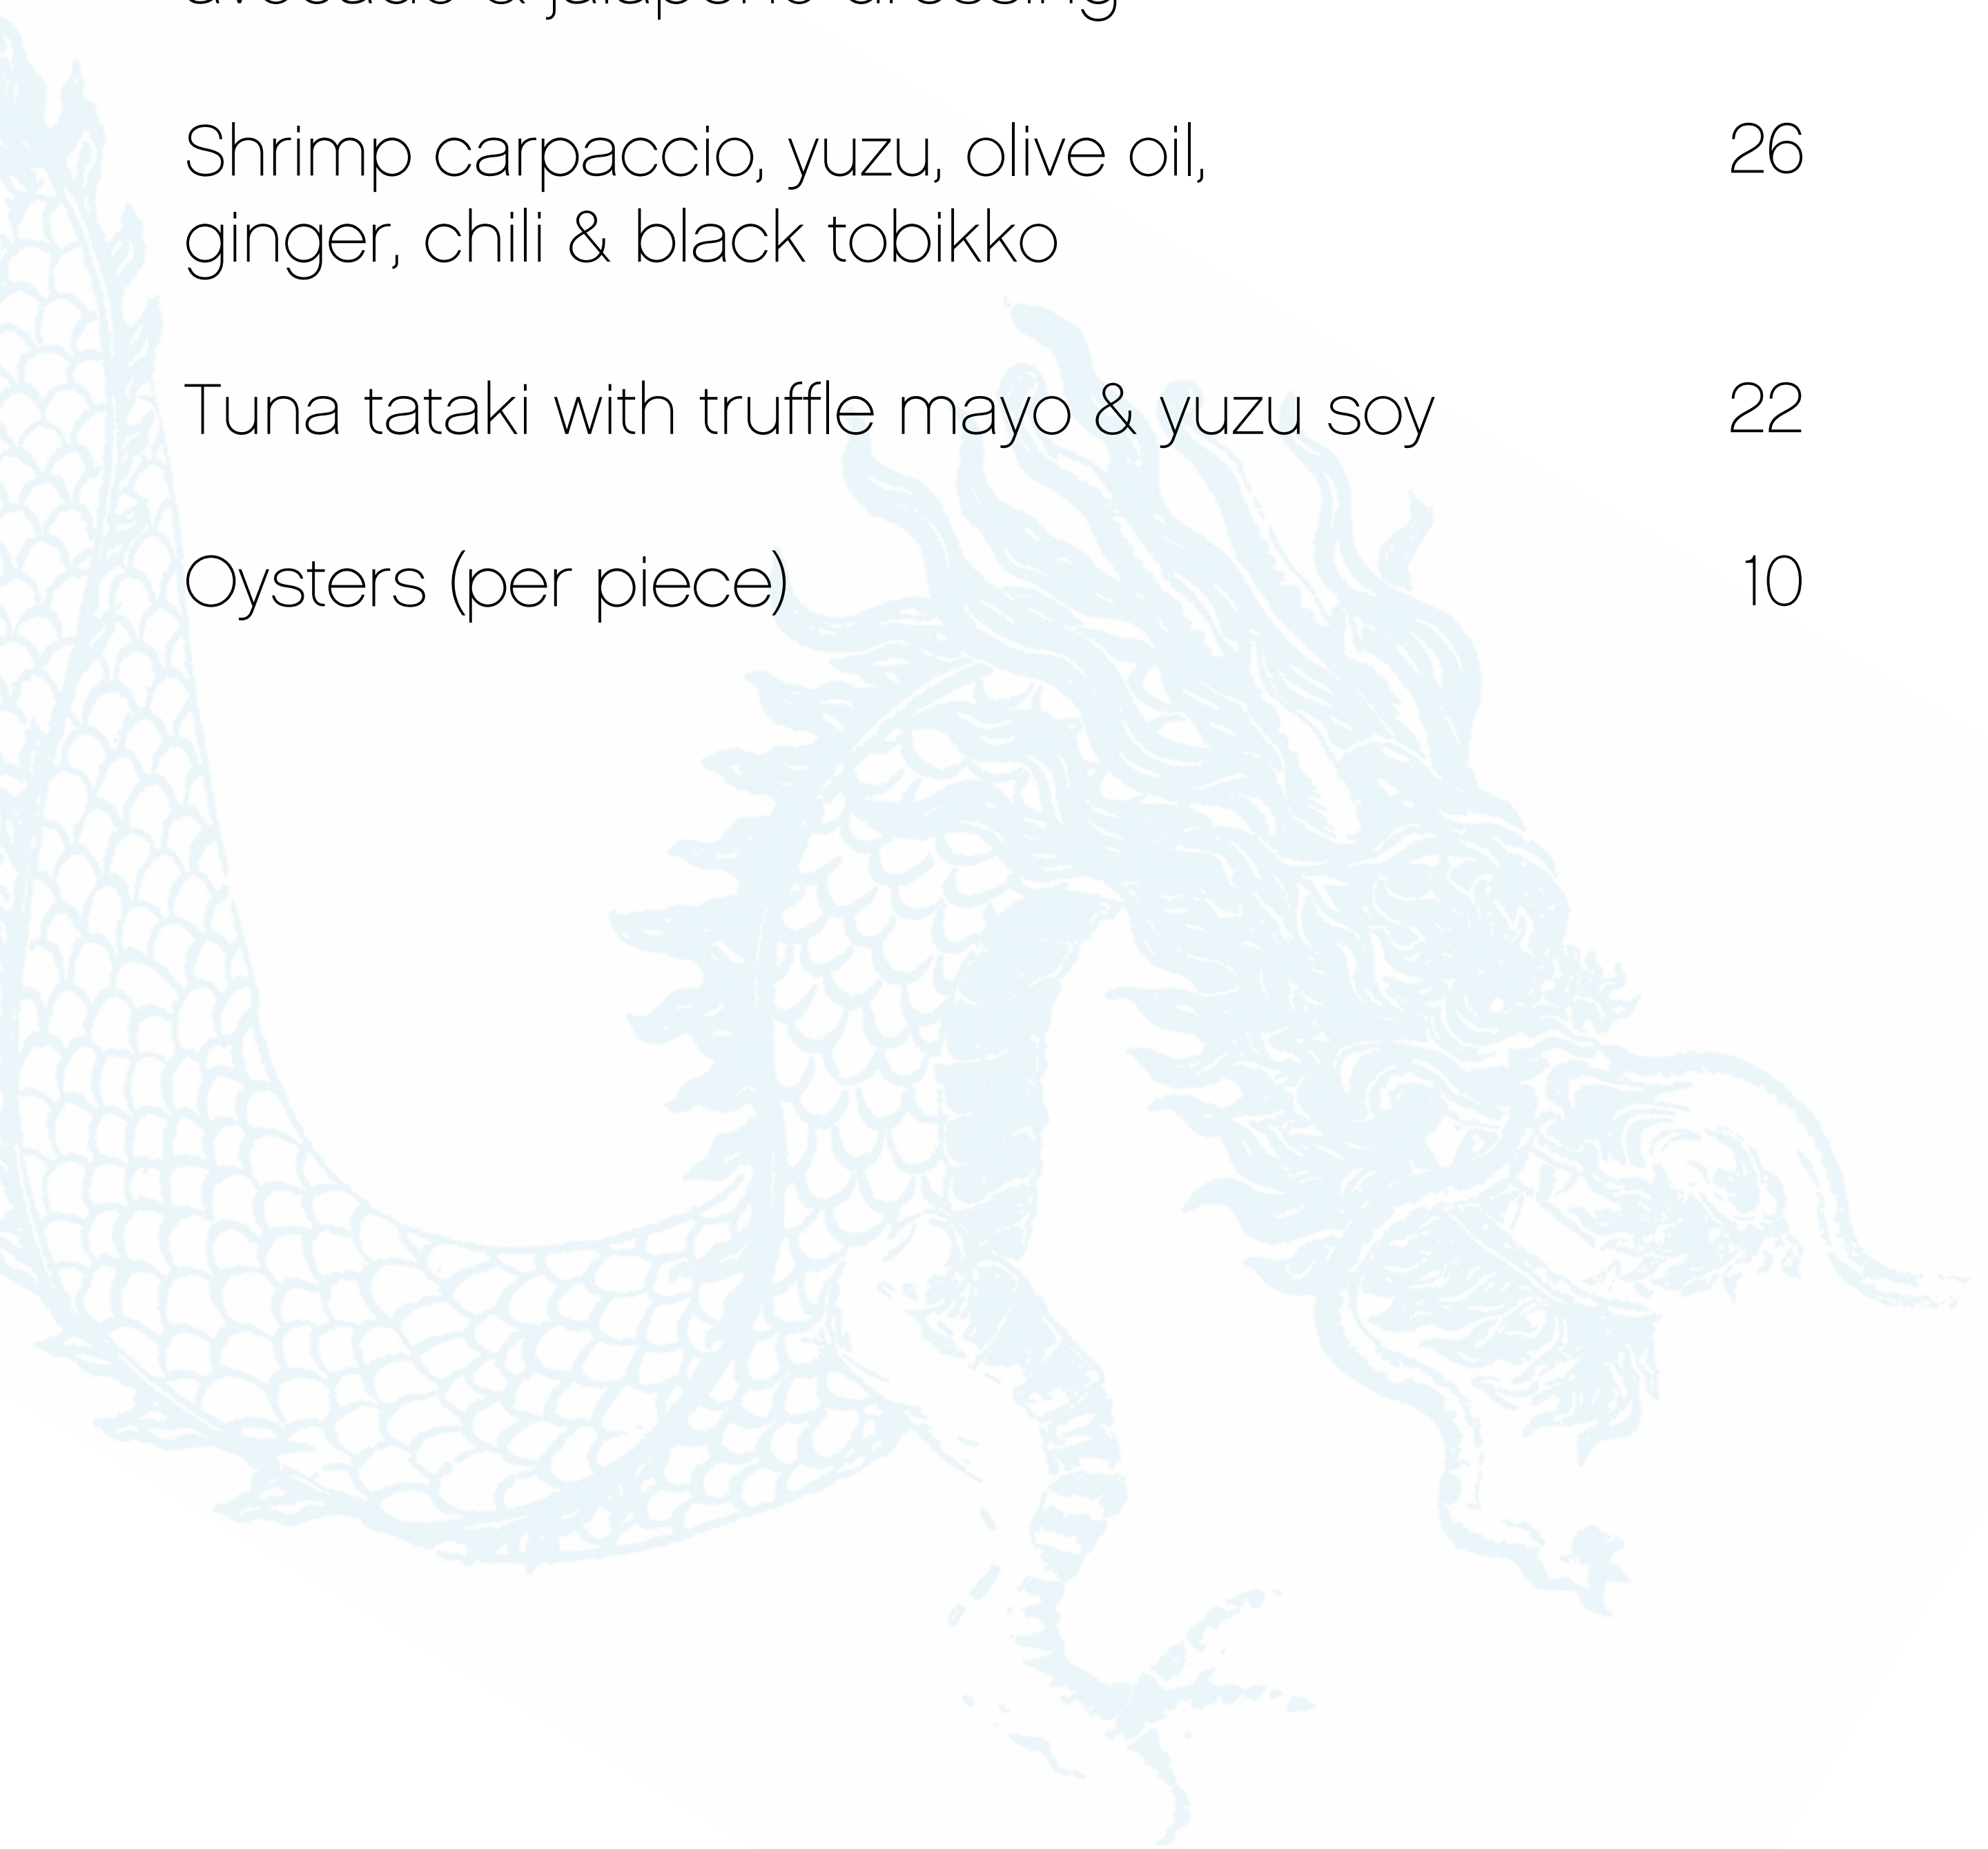 Shrimp carpaccio, yuzu, olive oil, 26
ginger, chili & black tobikko
Tuna tataki with truffle mayo & yuzu soy 22
Oysters (per piece) 10